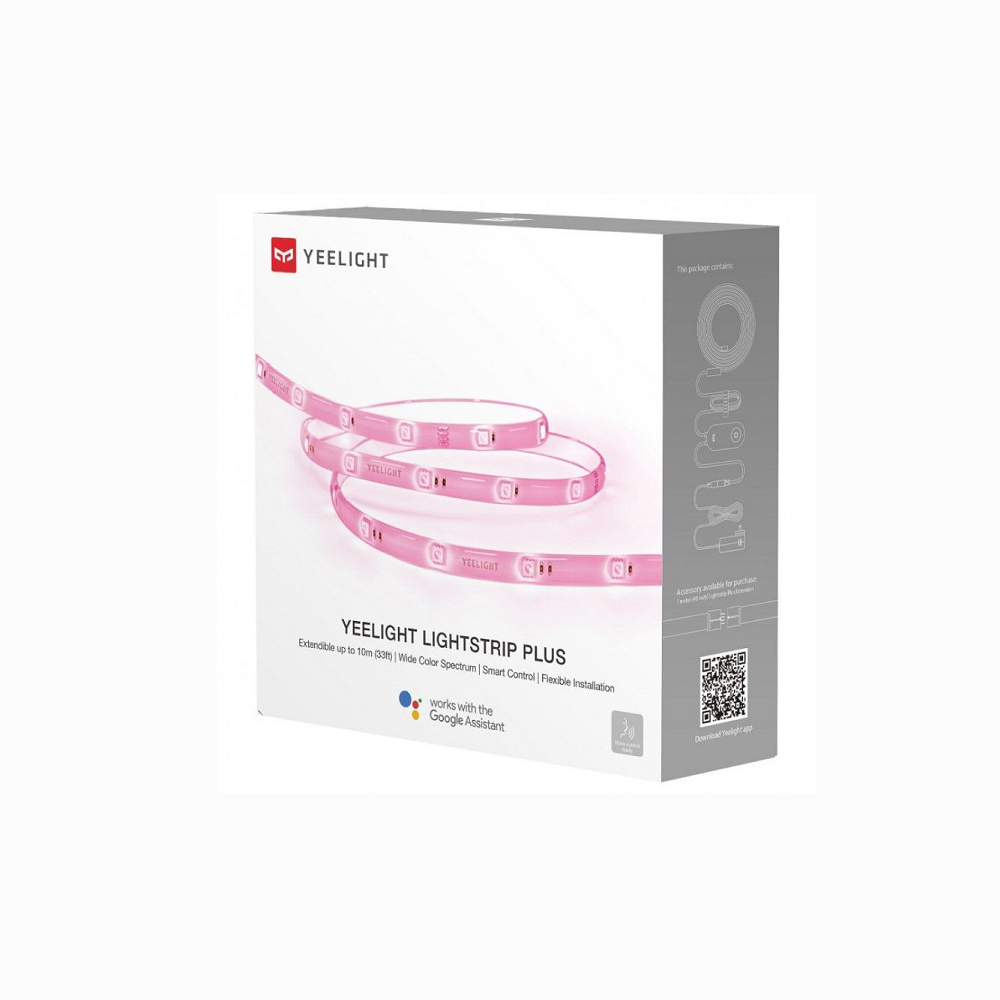 YEELIGHT
YEELIGHT
YEELIGHT
YEELIGHT
YEELIGHT LIGHTSTRIP PLUS
Extendible up to 10m (33ft) | Wide Color Spectrum | Smart Control | Flexible Installation
works with the
Google Assistant
This package contains:
Accessory available for purchase:
Download Yeelight app